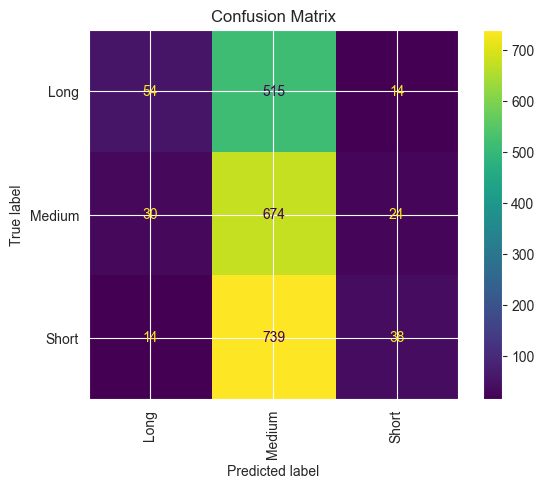 Confusion Matrix
True label
Long 54 515 14
Medium 30 674 24
Short 14 739 38
Long Medium Short
Predicted label
700
600
500
400
300
200
100